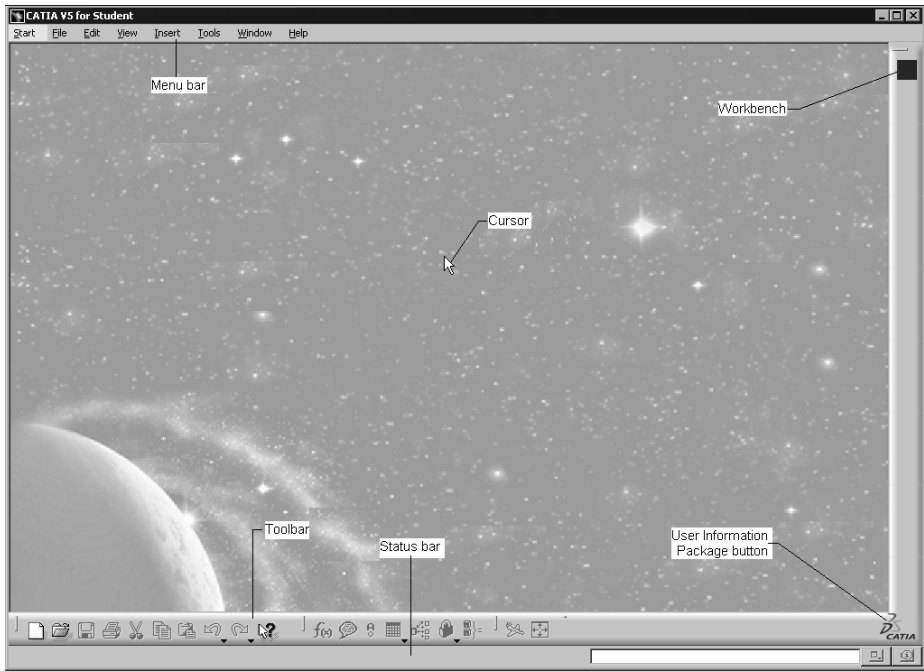 CATIA V5 for Student
Start File Edit View Insert Tools Window Help
Menu bar
Workbench
Cursor
Toolbar
Status bar
User Information
Package button
f(x)
CATIA